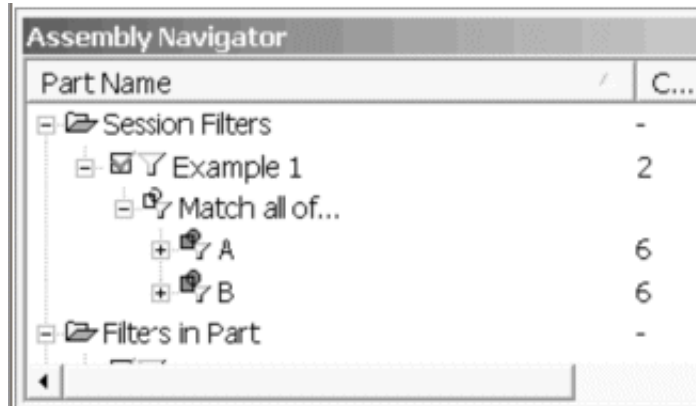 Assembly Navigator
Part Name C...
Session Filters -
Example 1 2
Match all of...
A 6
B 6
Filters in Part -